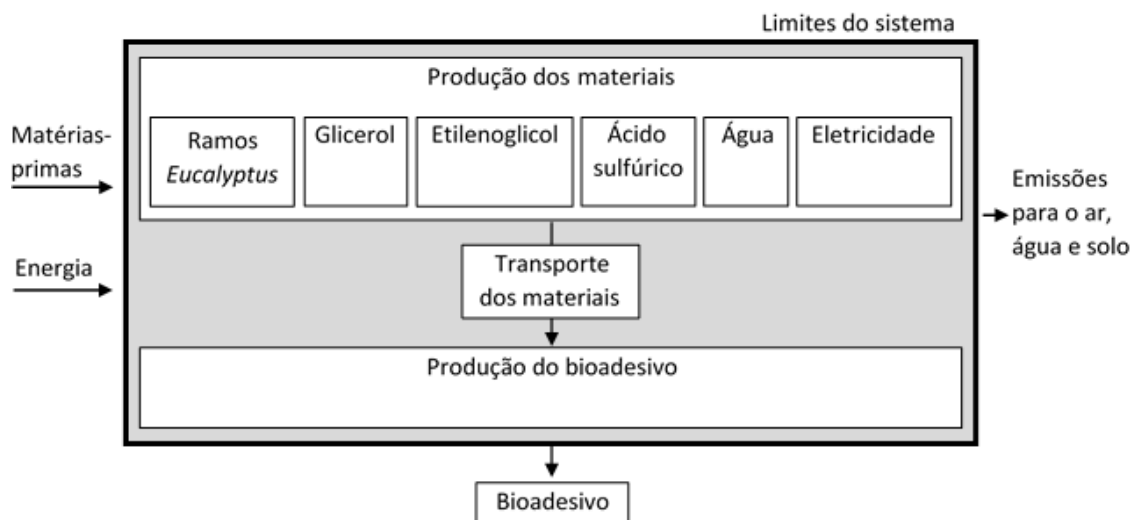 Limites do sistema
Produção dos materiais
Matérias-
primas
Ramos
Eucalyptus
Glicerol
Etilenoglicol
Ácido
sulfúrico
Água
Eletricidade
Emissões
para o ar,
água e solo
Energia
Transporte
dos materiais
Produção do bioadesivo
Bioadesivo